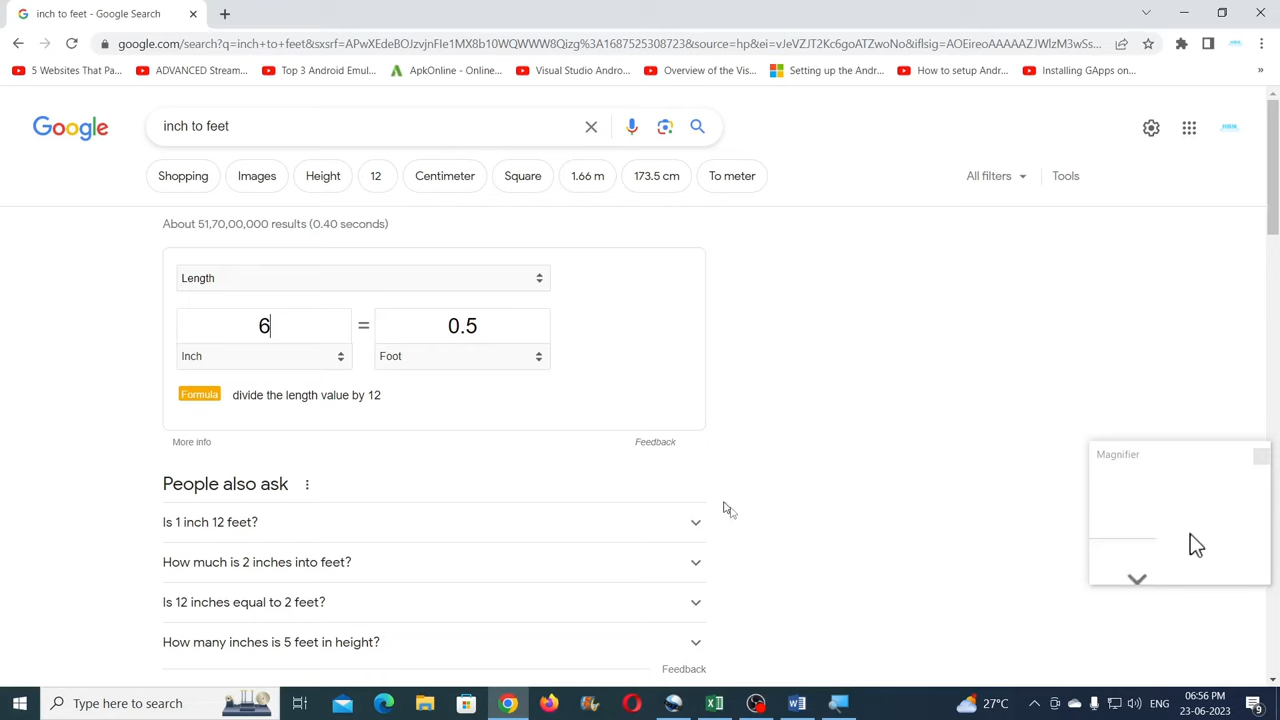 inch to feet - Google Search
google.com/search?q=inch+to+feet&sxsrf=APwXEdeBOJzvjnFIe1MX8h10WQWWW8Qizg%3A1687525308723&source=hp&ei=vJeVZJT2Kc6goATZwoNo&iflsig=AOEireoAAAAAZJWlzM3wSs...
5 Websites That Pa...
ADVANCED Stream...
Top 3 Android Emul...
ApkOnline - Online...
Visual Studio Andro...
Overview of the Vis...
Setting up the Andr...
How to setup Andr...
Installing GApps on...
»
Google
inch to feet
Shopping
Images
Height
12
Centimeter
Square
1.66 m
173.5 cm
To meter
All filters
Tools
About 51,70,00,000 results (0.40 seconds)
Length
6 = 0.5
Inch Foot
Formula divide the length value by 12
More info Feedback
People also ask
Is 1 inch 12 feet?
How much is 2 inches into feet?
Is 12 inches equal to 2 feet?
How many inches is 5 feet in height?
Feedback
Magnifier
Type here to search
27°C
ENG
06:56 PM
23-06-2023
9